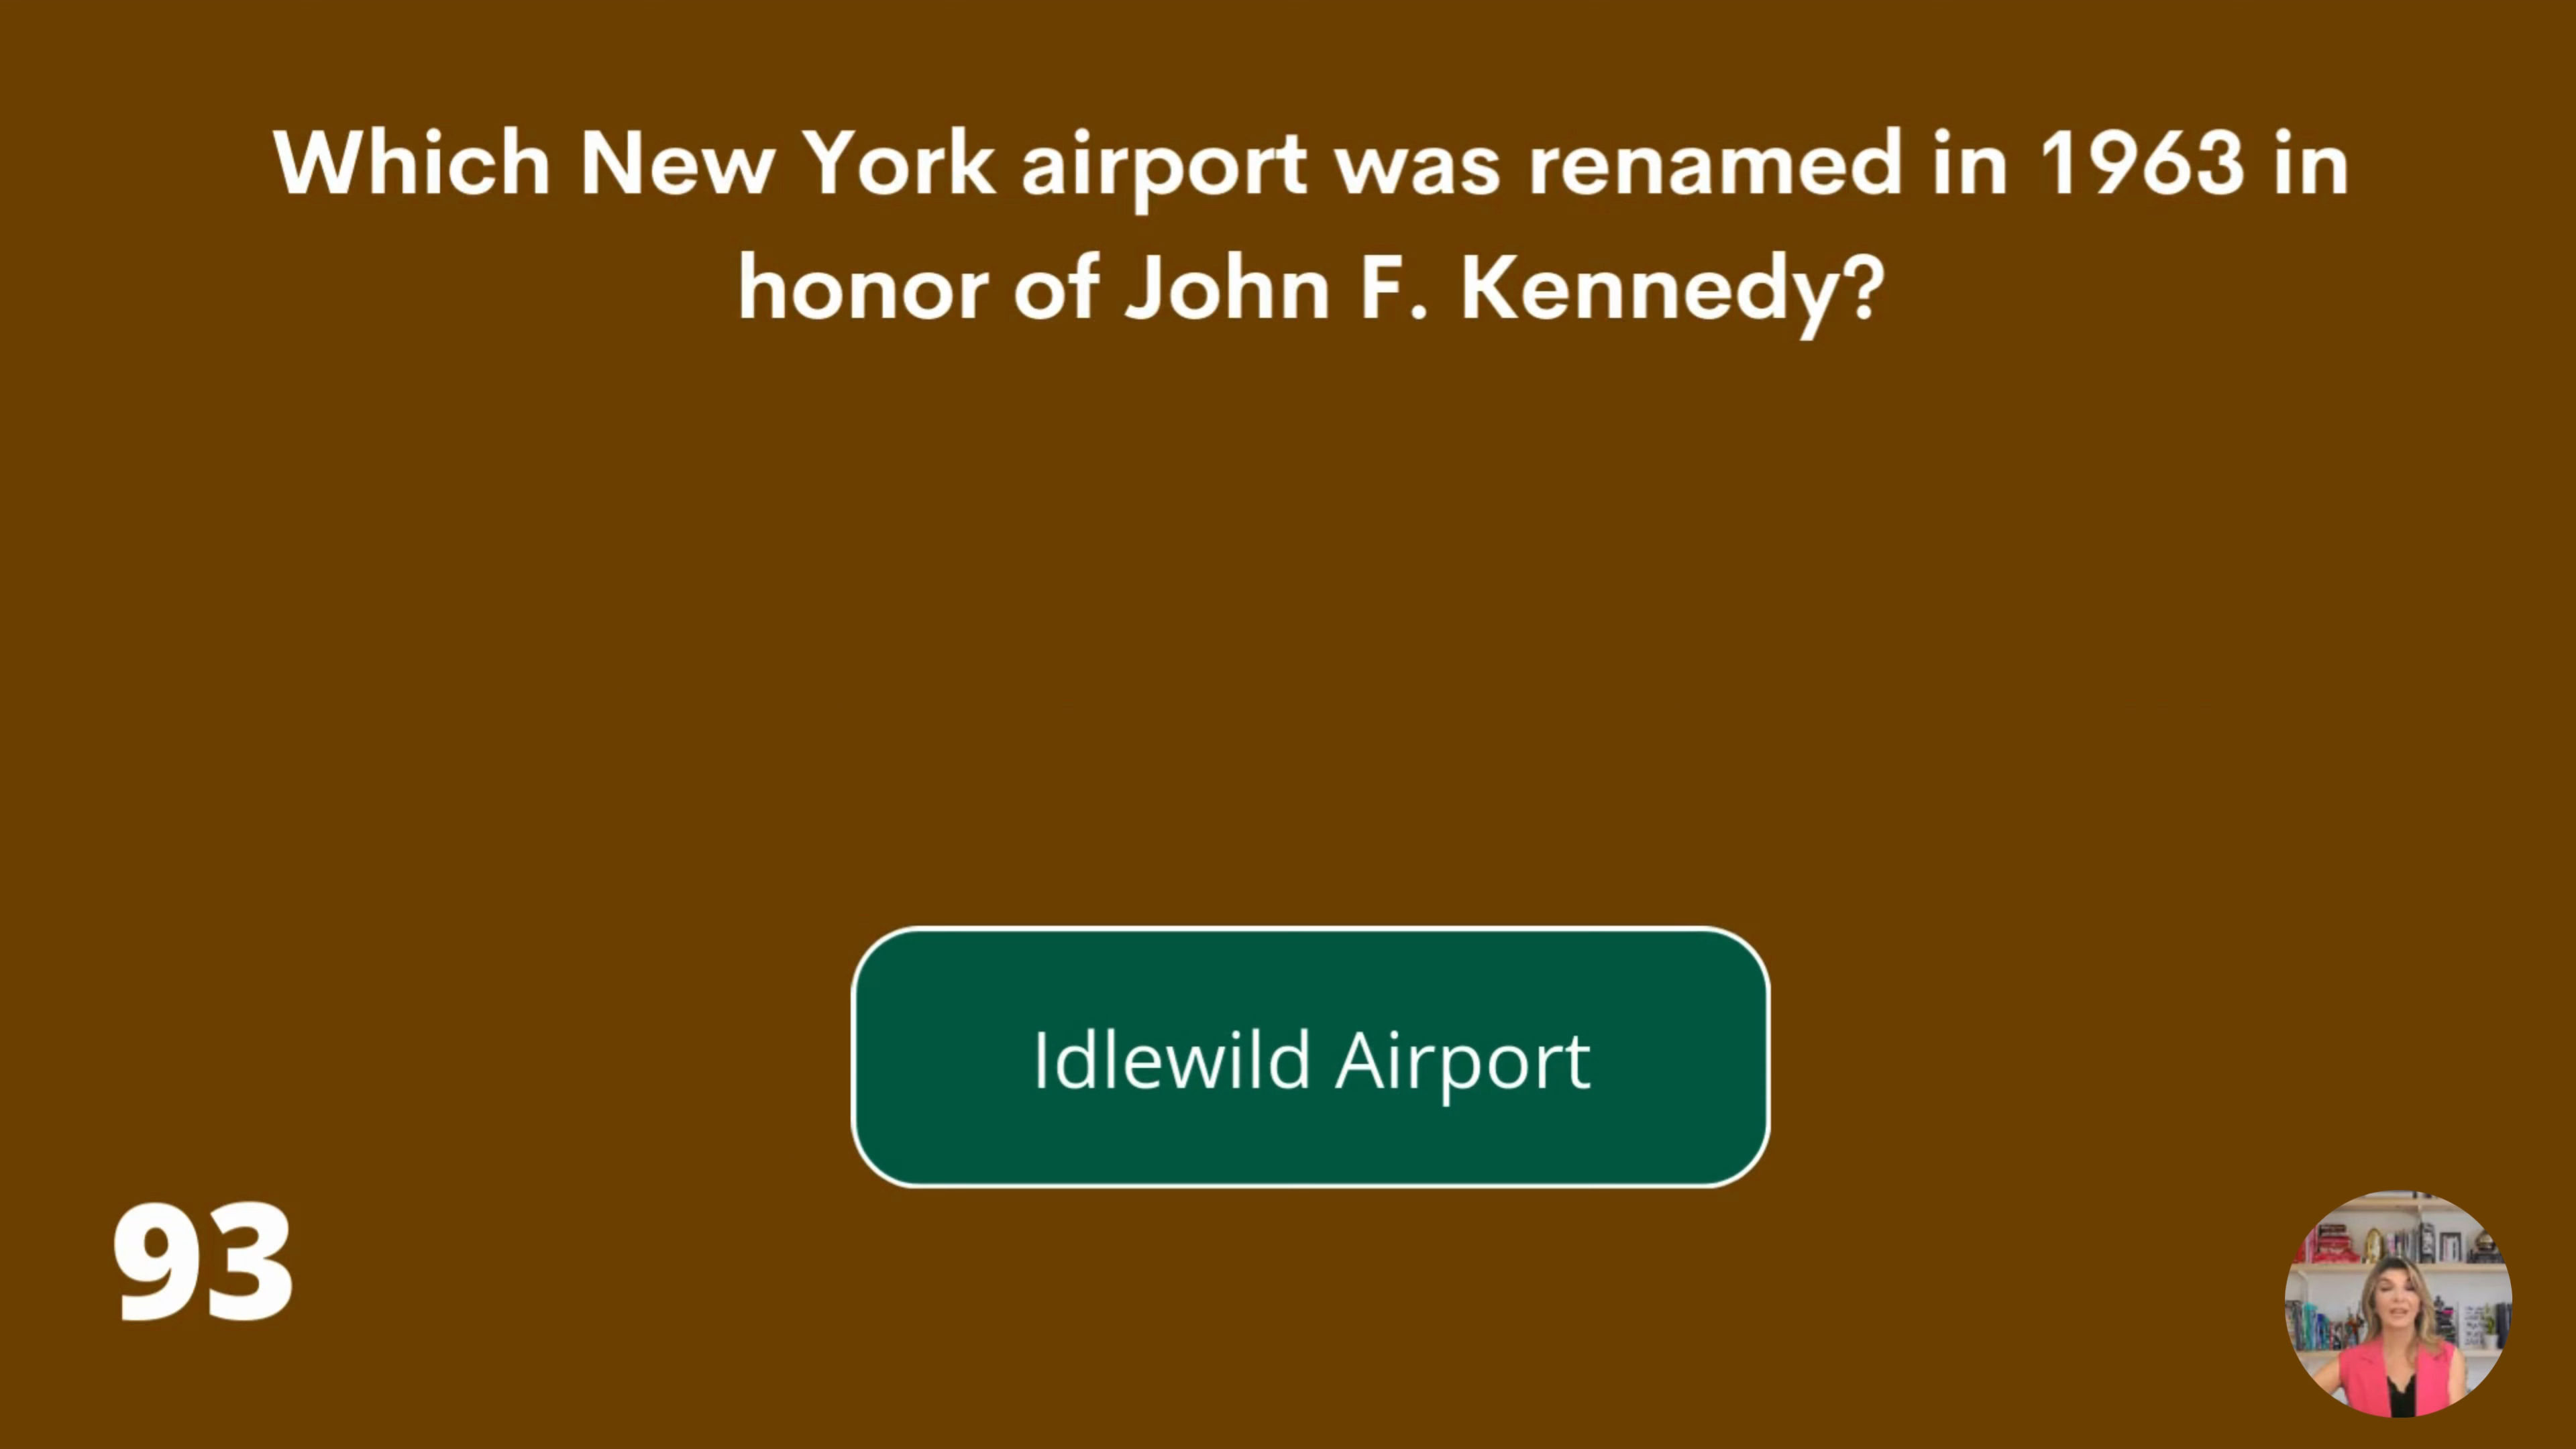 Which New York airport was renamed in 1963 in
honor of John F. Kennedy?
Idlewild Airport
93